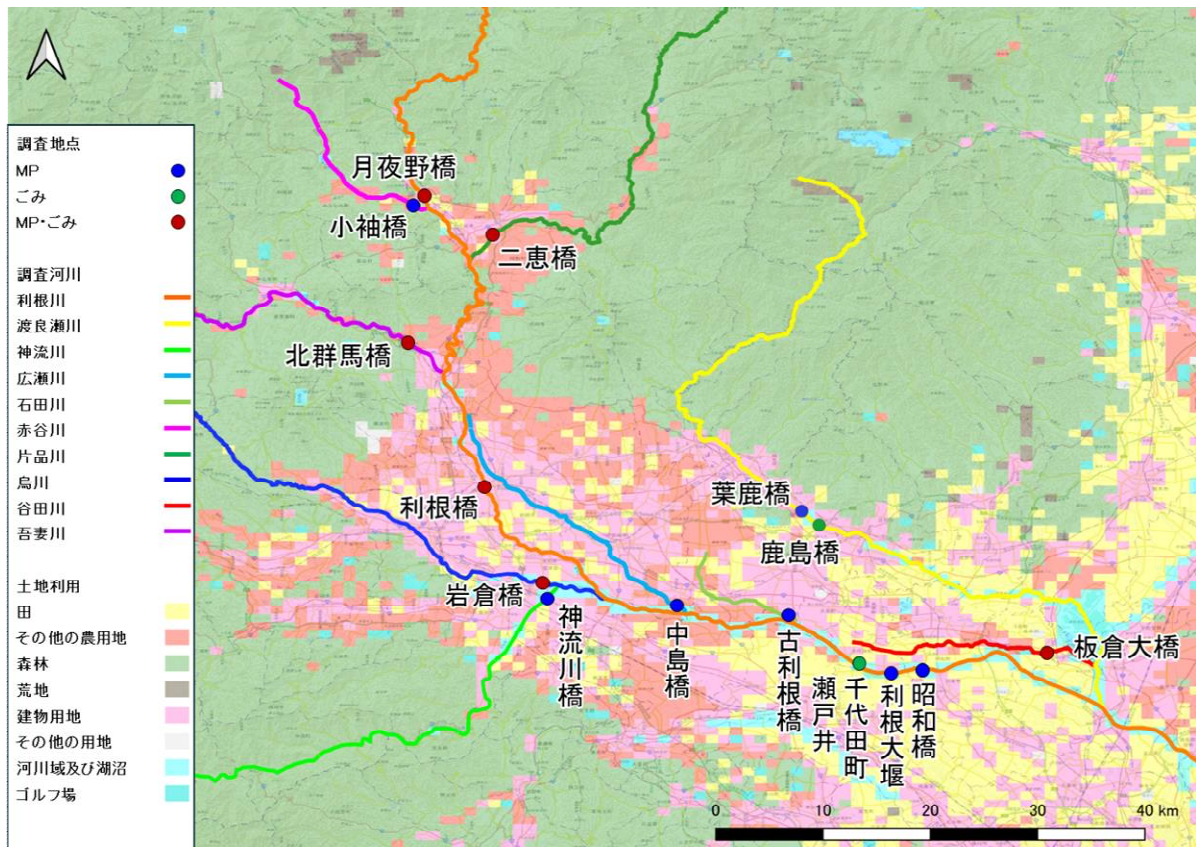 調査地点
MP
ごみ
MP・ごみ
調査河川
利根川
渡良瀬川
神流川
広瀬川
石田川
赤谷川
片品川
烏川
谷田川
吾妻川
土地利用
田
その他の農用地
森林
荒地
建物用地
その他の用地
河川域及び湖沼
ゴルフ場
月夜野橋
小袖橋
二恵橋
北群馬橋
利根橋
葉鹿橋
鹿島橋
岩倉橋
神流川橋
中島橋
古利根橋
千代田町
瀬戸井
利根大堰
昭和橋
板倉大橋
0 10 20 30 40 km